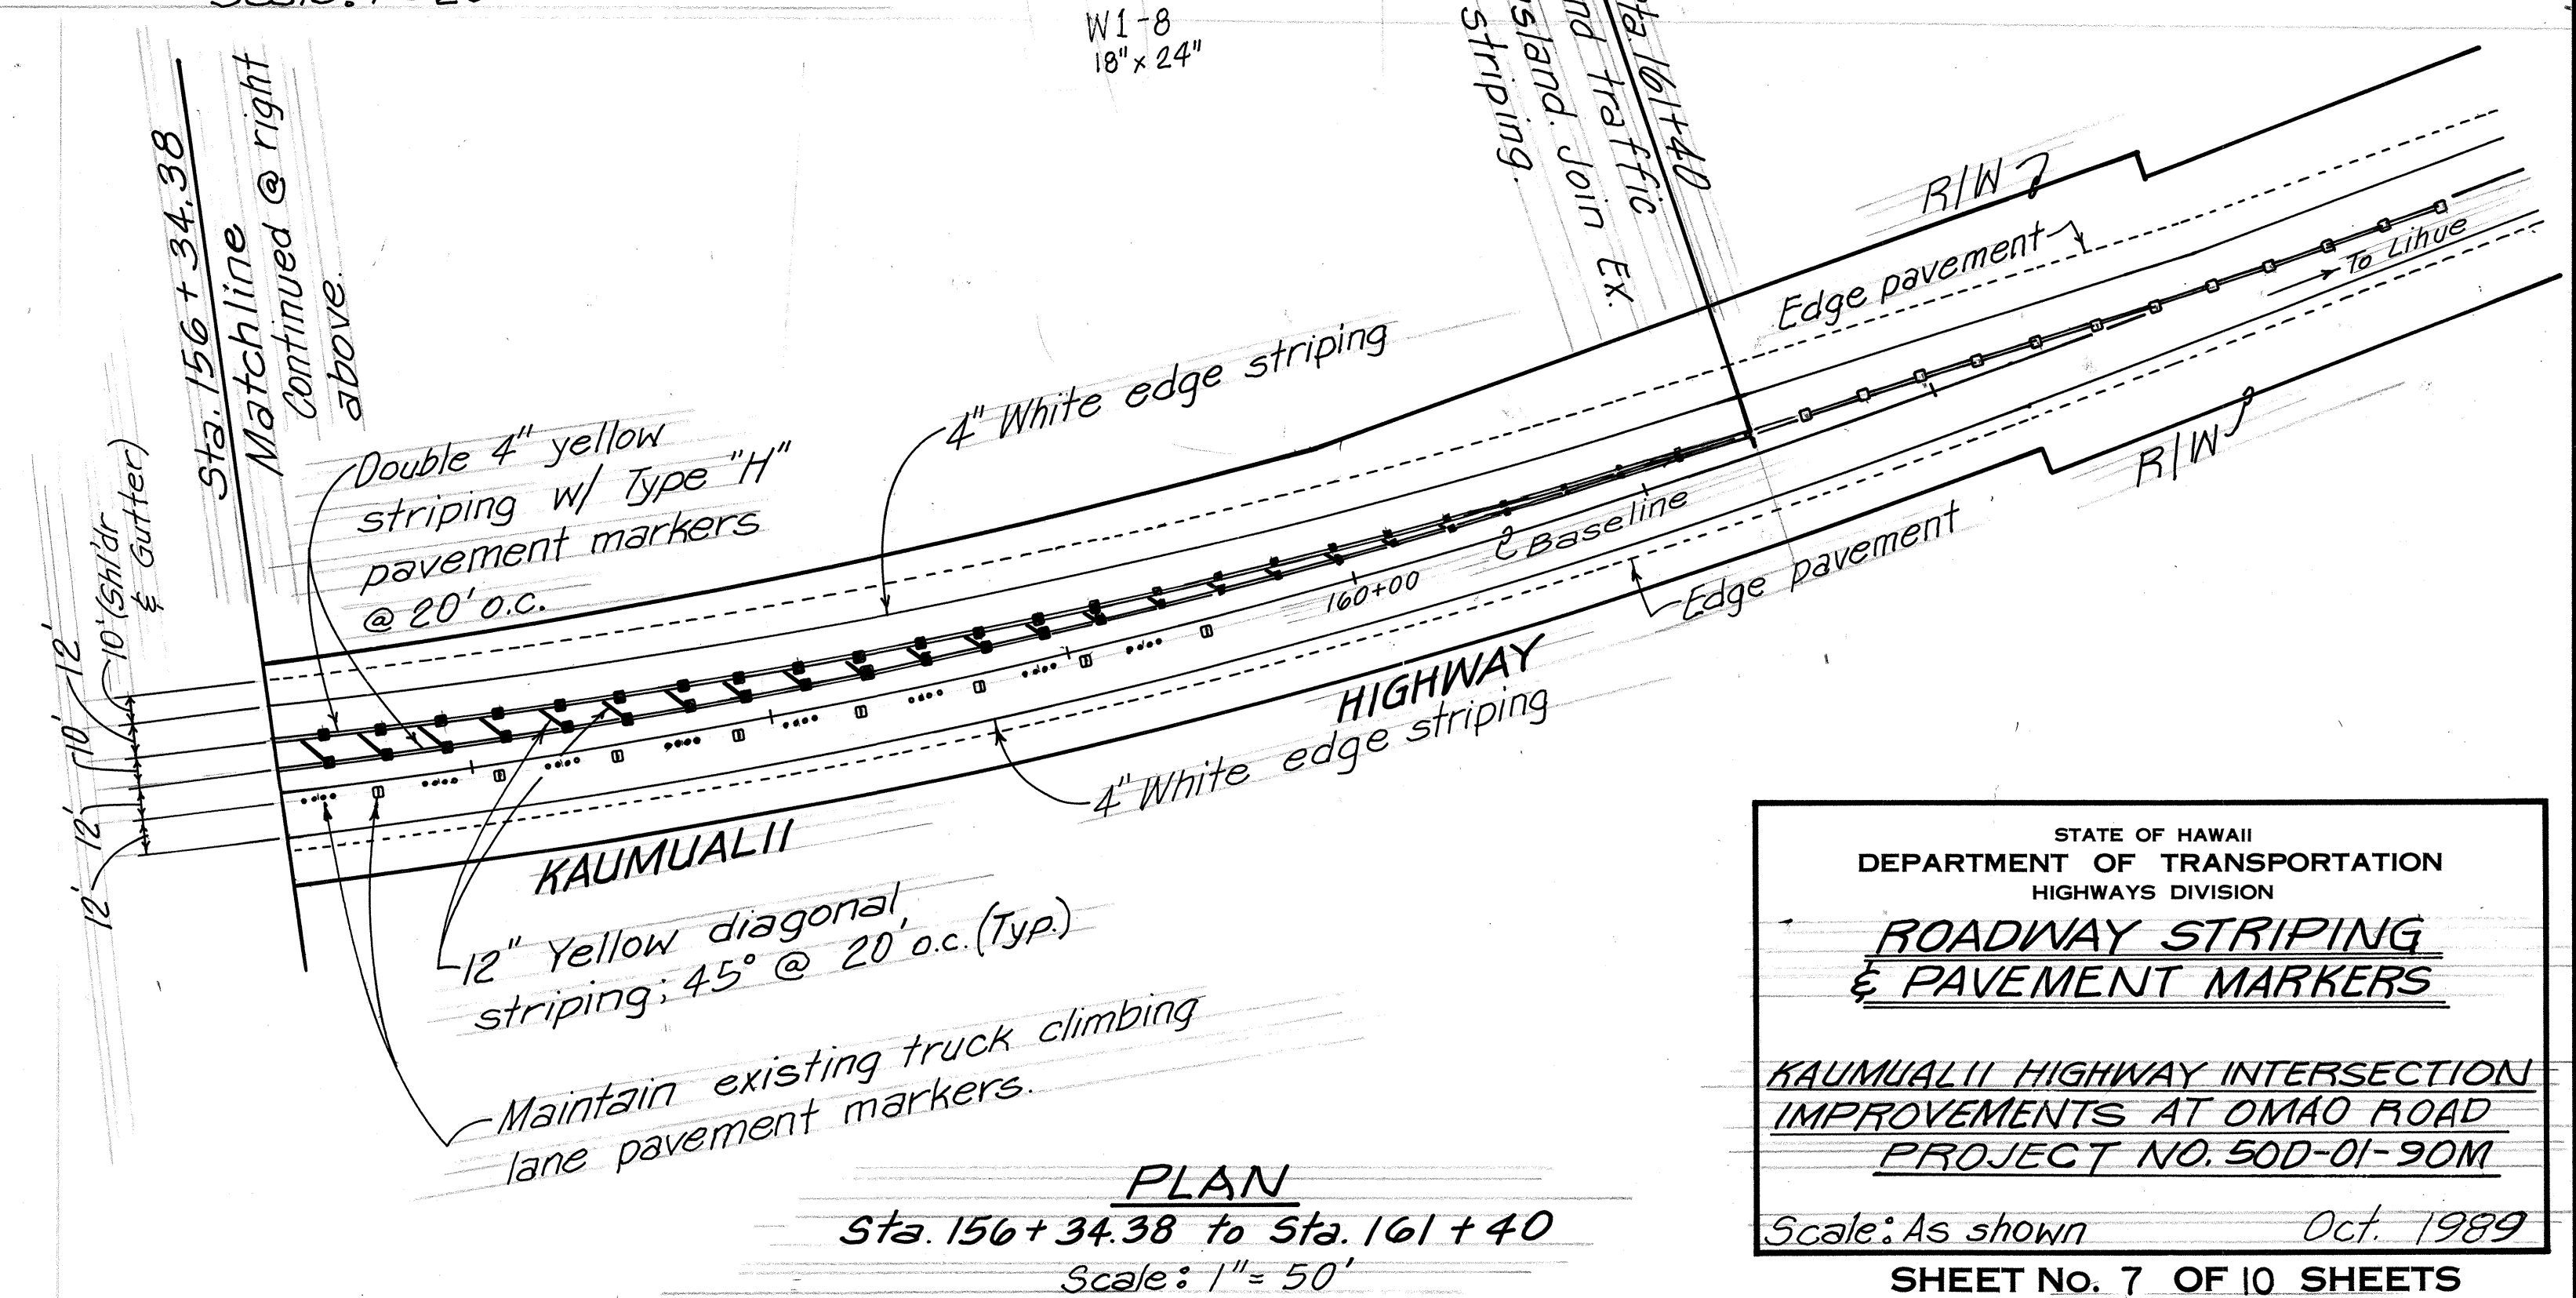 W1-8
18" x 24"
Sta. 156 + 34.38
Matchline
Continued @ right
above.
Sta. 161+40
nd traffic
sland. Join Ex.
striping.
R/W
Edge pavement
To Lihue
4" White edge striping
Double 4" yellow
striping w/ Type "H"
pavement markers
@ 20' o.c.
10' (Shl'dr
& Gutter)
12'
10'
12'
12'
Baseline
160+00
R/W
Edge pavement
KAUMUALII
HIGHWAY
4" White edge striping
12" Yellow diagonal
striping; 45° @ 20' o.c. (Typ.)
Maintain existing truck climbing
lane pavement markers.
PLAN
Sta. 156 + 34.38 to Sta. 161 + 40
Scale: 1" = 50'
STATE OF HAWAII
DEPARTMENT OF TRANSPORTATION
HIGHWAYS DIVISION
ROADWAY STRIPING
& PAVEMENT MARKERS
KAUMUALII HIGHWAY INTERSECTION
IMPROVEMENTS AT OMAO ROAD
PROJECT NO. 50D-01-90M
Scale: As shown Oct. 1989
SHEET No. 7 OF 10 SHEETS